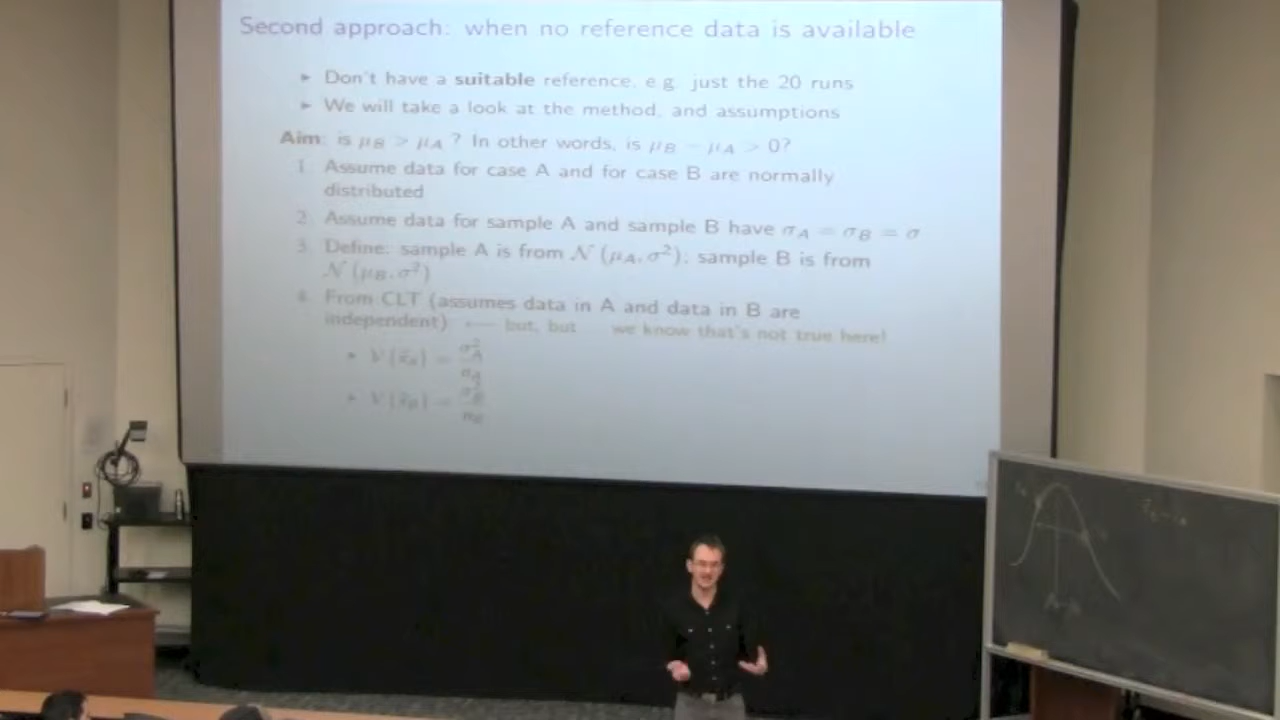 Second approach: when no reference data is available
► Don't have a suitable reference, e.g. just the 20 runs
► We will take a look at the method, and assumptions
Aim: is μB > μA ? In other words, is μB − μA > 0?
1. Assume data for case A and for case B are normally
distributed
2. Assume data for sample A and sample B have σA = σB = σ
3. Define: sample A is from N (μA, σ²); sample B is from
N (μB, σ²)
4. From CLT (assumes data in A and data in B are
independent) ⟵ but, but we know that's not true here!